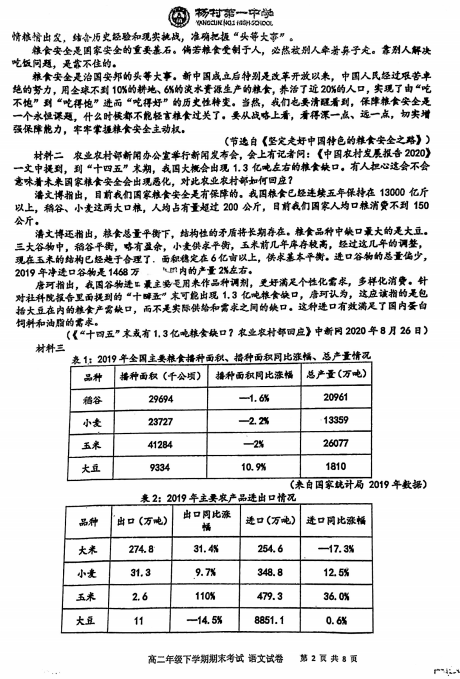 杨村第一中学
YANGCUN NO.1 HIGH SCHOOL
情粮情出发，结合历史经验和现实挑战，准确把握“头等大事”。
粮食安全是国家安全的重要基石。偏若粮食受制于人，必然被别人牵着鼻子走。靠别人解决
吃饭问题，是靠不住的。
粮食安全是治国安邦的头等大事。新中国成立后特别是改革开放以来，中国人民经过艰苦卓
绝的努力，用全球不到10%的耕地、6%的淡水资源生产的粮食，养活了近20%的人口，实现了由“吃
不饱”到“吃得饱”进而“吃得好”的历史性转变。当然，我们也要清醒看到，保障粮食安全是
一个永恒课题，什么时候都不能轻言粮食过关了。要从战略上看，看得深一点、远一点，切实增
强保障能力，牢牢掌握粮食安全主动权。
（节选自《坚定走好中国特色的粮食安全之路》）
材料二 农业农村部新闻办公室举行新闻发布会，会上有记者问：《中国农村发展报告2020》
一文中提到，到“十四五”末期，我国大概会出现1.3亿吨左右的粮食缺口。有人担心这会不会
意味着未来国家粮食安全会出现恶化，对此农业农村部如何回应？
潘文博指出，目前我们国家粮食安全是有保障的。我国粮食已经连续五年保持在13000亿斤
以上，稻谷、小麦这两大口粮，人均占有量超过200公斤，目前我们国家人均口粮消费不到150
公斤。
潘文博还指出，粮食总量平衡下，结构性的矛盾将长期存在。粮食品种中缺口最大的是大豆。
三大谷物中，稻谷平衡，略有盈余，小麦供求平衡，玉米前几年库存较高，经过这几年的调整，
现在玉米的结构已经趋于合理了，面积稳定在6亿亩以上，供求基本平衡。进口谷物的总量偏少，
2019年净进口谷物是1468万 内的产量2%左右。
唐珂指出，我国谷物进 最主 用来作品种调剂，更好满足个性化需求，多样化消费。针
对社科院报告里面提到的“十四五”末可能出现1.3亿吨粮食缺口，唐珂认为，这应该指的是包
括大豆在内的粮食产需缺口，而不是实际供给和需求之间的缺口。这种进口有效满足了国内蛋白
饲料和油脂的需求。
（《“十四五”末或有1.3亿吨粮食缺口？农业农村部回应》中新网2020年8月26日）
材料三
表1：2019年全国主要粮食播种面积、播种面积同比涨幅、总产量情况
品种 播种面积（千公顷） 播种面积同比涨幅 总产量（万吨）
稻谷 29694 —1.6% 20961
小麦 23727 —2.2% 13359
玉米 41284 —2% 26077
大豆 9334 10.9% 1810
（来自国家统计局 2019年数据）
表2：2019年主要农产品进出口情况
品种 出口（万吨） 出口同比涨幅 进口（万吨） 进口同比涨幅
大米 274.8 31.4% 254.6 —17.3%
小麦 31.3 9.7% 348.8 12.5%
玉米 2.6 110% 479.3 36.0%
大豆 11 —14.5% 8851.1 0.6%
高二年级下学期期末考试 语文试卷 第2页共8页